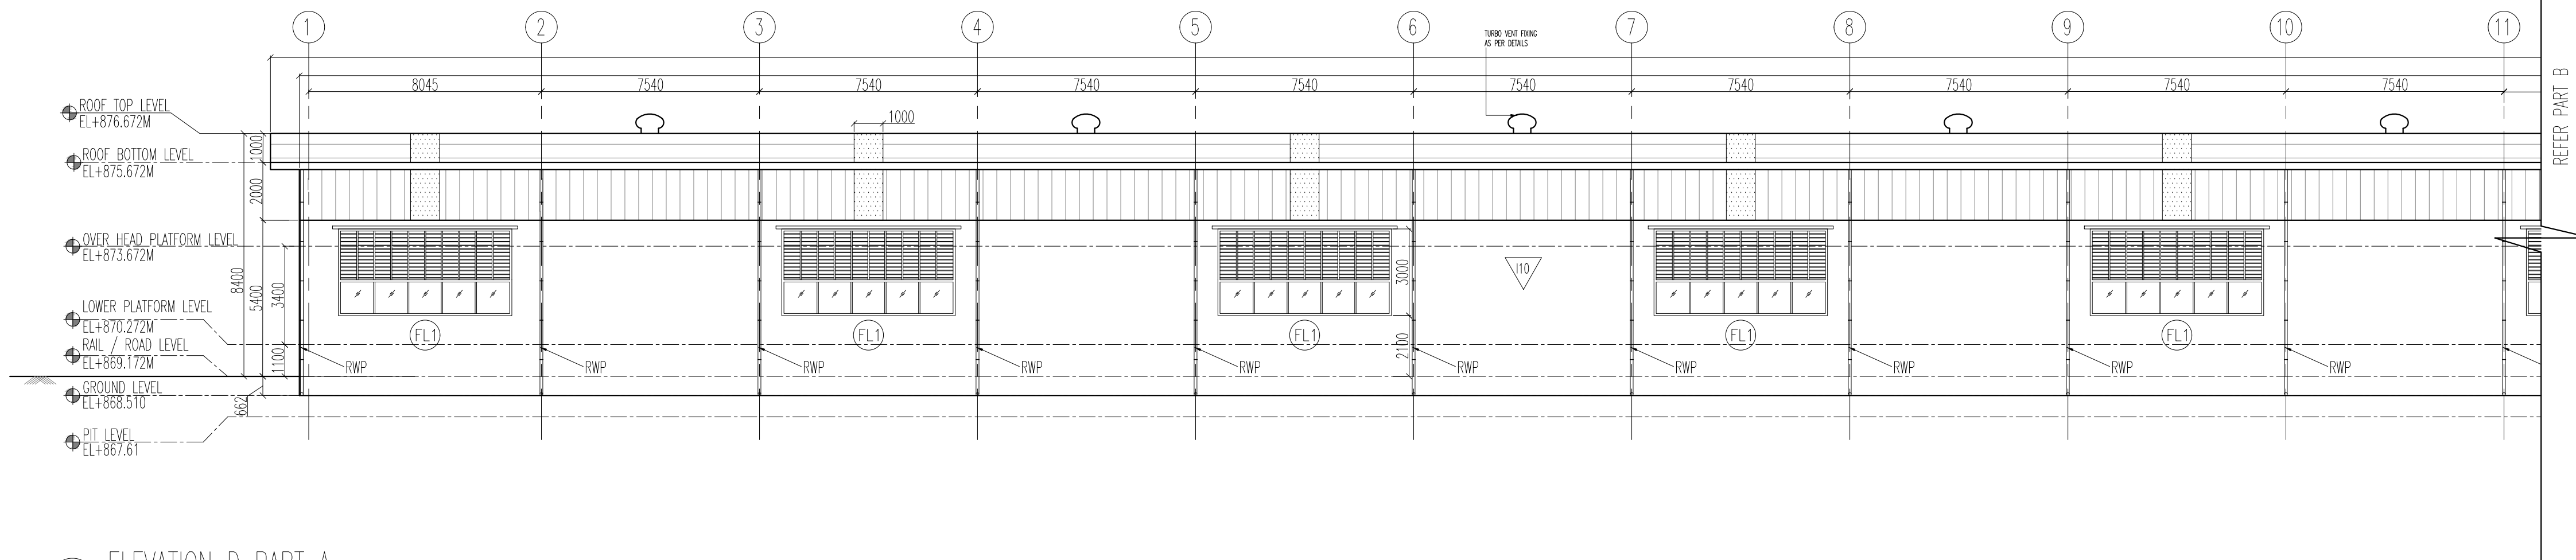 1 2 3 4 5 6 7 8 9 10 11
TURBO VENT FIXING
AS PER DETAILS
8045 7540 7540 7540 7540 7540 7540 7540 7540 7540
REFER PART B
ROOF TOP LEVEL
EL+876.672M
1000
1000
ROOF BOTTOM LEVEL
EL+875.672M
2000
OVER HEAD PLATFORM LEVEL
EL+873.672M
8400
5400
3400
3000
110
LOWER PLATFORM LEVEL
EL+870.272M
FL1 FL1 FL1 FL1 FL1
RAIL / ROAD LEVEL
EL+869.172M
1100
2100
RWP RWP RWP RWP RWP RWP RWP RWP RWP RWP
GROUND LEVEL
EL+868.510
662
PIT LEVEL
EL+867.61
ELEVATION D PART A